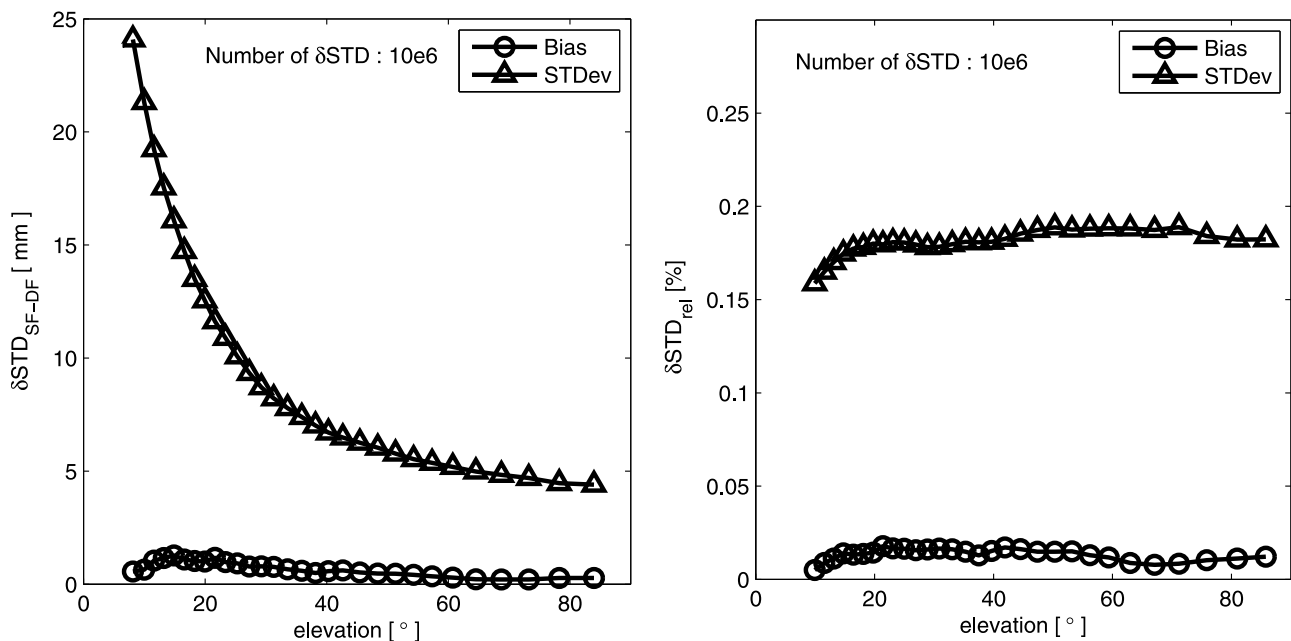 25
20
15
10
5
0
δSTD_SF−DF [ mm ]
Number of δSTD : 10e6
Bias
STDev
0
20
40
60
80
elevation [ ° ]
0.25
0.2
0.15
0.1
0.05
0
δSTD_rel [%]
Number of δSTD : 10e6
Bias
STDev
0
20
40
60
80
elevation [ ° ]